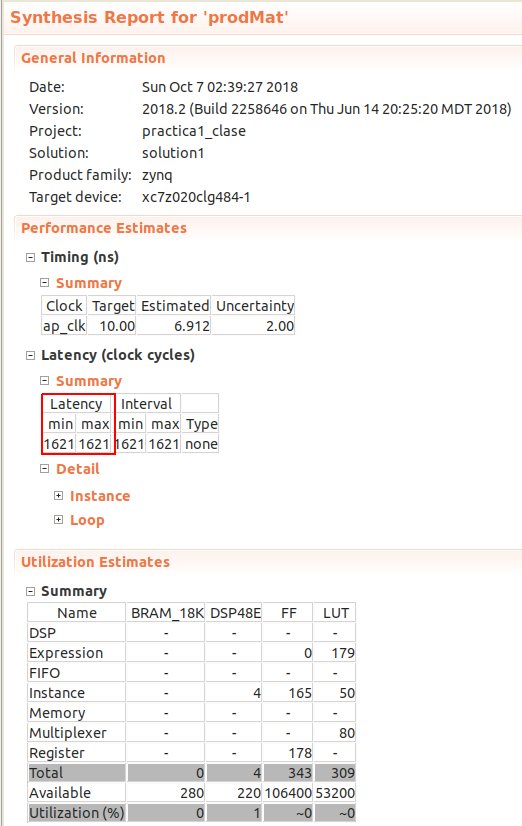 Synthesis Report for 'prodMat'
General Information
Date: Sun Oct 7 02:39:27 2018
Version: 2018.2 (Build 2258646 on Thu Jun 14 20:25:20 MDT 2018)
Project: practica1_clase
Solution: solution1
Product family: zynq
Target device: xc7z020clg484-1
Performance Estimates
Timing (ns)
Summary
Clock Target Estimated Uncertainty
ap_clk 10.00 6.912 2.00
Latency (clock cycles)
Summary
Latency Interval
min max min max Type
1621 1621 1621 1621 none
Detail
Instance
Loop
Utilization Estimates
Summary
Name BRAM_18K DSP48E FF LUT
DSP - - - -
Expression - - 0 179
FIFO - - - -
Instance - 4 165 50
Memory - - - -
Multiplexer - - - 80
Register - - 178 -
Total 0 4 343 309
Available 280 220 106400 53200
Utilization (%) 0 1 ~0 ~0